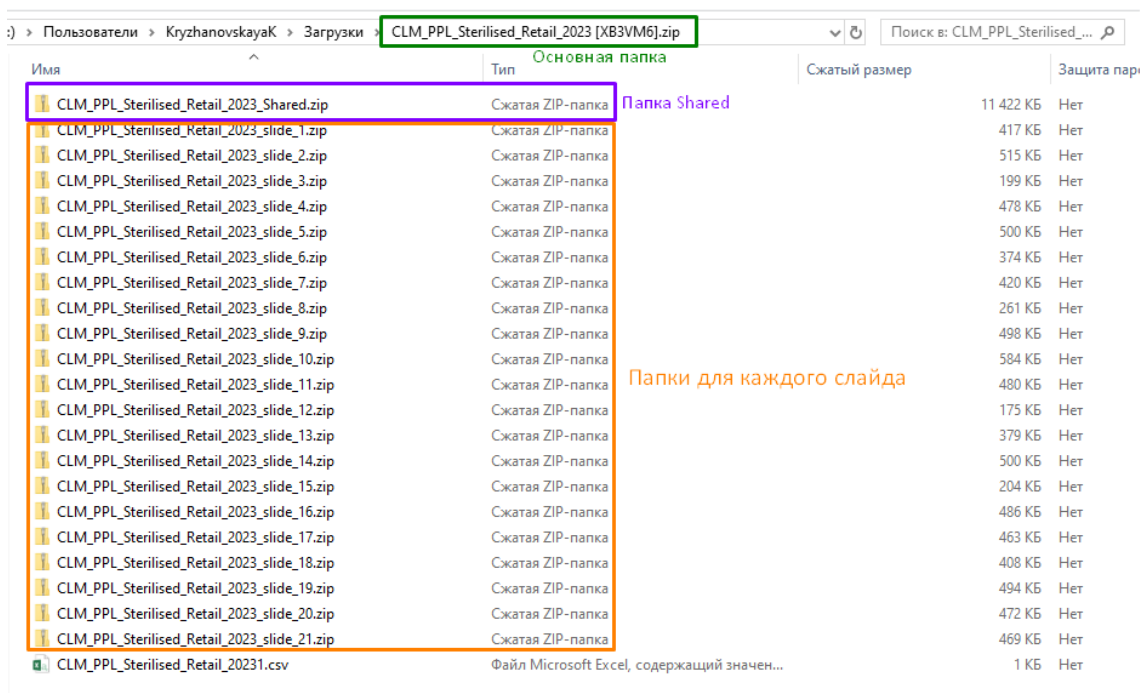 :) › Пользователи › KryzhanovskayaK › Загрузки › CLM_PPL_Sterilised_Retail_2023 [XB3VM6].zip Поиск в: CLM_PPL_Sterilised_...
Основная папка
Имя Тип Сжатый размер Защита паро
CLM_PPL_Sterilised_Retail_2023_Shared.zip Сжатая ZIP-папка Папка Shared 11 422 КБ Нет
CLM_PPL_Sterilised_Retail_2023_slide_1.zip Сжатая ZIP-папка 417 КБ Нет
CLM_PPL_Sterilised_Retail_2023_slide_2.zip Сжатая ZIP-папка 515 КБ Нет
CLM_PPL_Sterilised_Retail_2023_slide_3.zip Сжатая ZIP-папка 199 КБ Нет
CLM_PPL_Sterilised_Retail_2023_slide_4.zip Сжатая ZIP-папка 478 КБ Нет
CLM_PPL_Sterilised_Retail_2023_slide_5.zip Сжатая ZIP-папка 500 КБ Нет
CLM_PPL_Sterilised_Retail_2023_slide_6.zip Сжатая ZIP-папка 374 КБ Нет
CLM_PPL_Sterilised_Retail_2023_slide_7.zip Сжатая ZIP-папка 420 КБ Нет
CLM_PPL_Sterilised_Retail_2023_slide_8.zip Сжатая ZIP-папка 261 КБ Нет
CLM_PPL_Sterilised_Retail_2023_slide_9.zip Сжатая ZIP-папка 498 КБ Нет
CLM_PPL_Sterilised_Retail_2023_slide_10.zip Сжатая ZIP-папка 584 КБ Нет
CLM_PPL_Sterilised_Retail_2023_slide_11.zip Сжатая ZIP-папка Папки для каждого слайда 480 КБ Нет
CLM_PPL_Sterilised_Retail_2023_slide_12.zip Сжатая ZIP-папка 175 КБ Нет
CLM_PPL_Sterilised_Retail_2023_slide_13.zip Сжатая ZIP-папка 379 КБ Нет
CLM_PPL_Sterilised_Retail_2023_slide_14.zip Сжатая ZIP-папка 500 КБ Нет
CLM_PPL_Sterilised_Retail_2023_slide_15.zip Сжатая ZIP-папка 204 КБ Нет
CLM_PPL_Sterilised_Retail_2023_slide_16.zip Сжатая ZIP-папка 486 КБ Нет
CLM_PPL_Sterilised_Retail_2023_slide_17.zip Сжатая ZIP-папка 463 КБ Нет
CLM_PPL_Sterilised_Retail_2023_slide_18.zip Сжатая ZIP-папка 408 КБ Нет
CLM_PPL_Sterilised_Retail_2023_slide_19.zip Сжатая ZIP-папка 494 КБ Нет
CLM_PPL_Sterilised_Retail_2023_slide_20.zip Сжатая ZIP-папка 472 КБ Нет
CLM_PPL_Sterilised_Retail_2023_slide_21.zip Сжатая ZIP-папка 469 КБ Нет
CLM_PPL_Sterilised_Retail_20231.csv Файл Microsoft Excel, содержащий значен... 1 КБ Нет